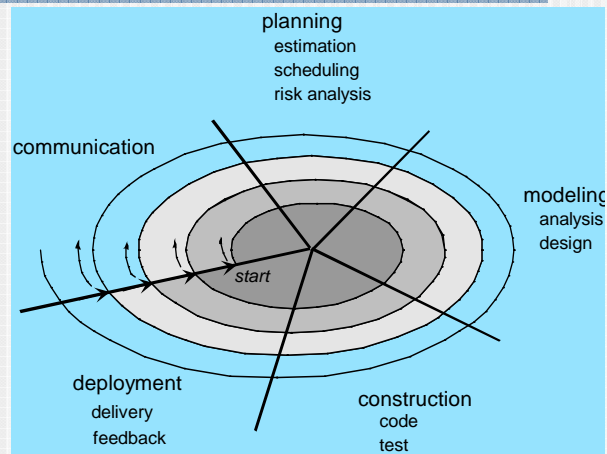 planning
estimation
scheduling
risk analysis
communication
modeling
analysis
design
start
deployment
delivery
feedback
construction
code
test